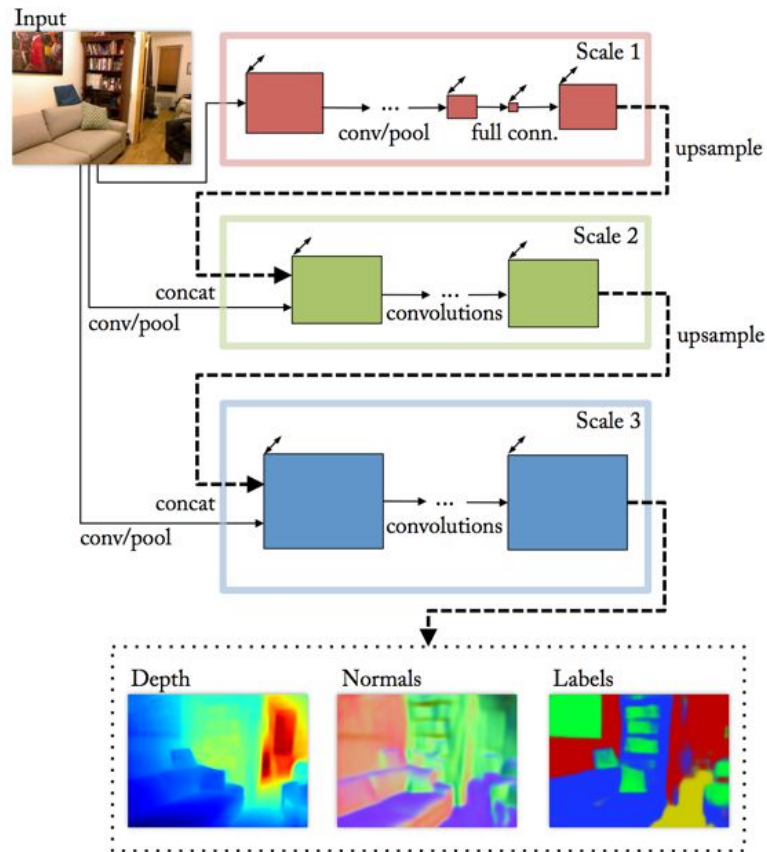 Input
Scale 1
conv/pool
full conn.
upsample
Scale 2
concat
conv/pool
convolutions
upsample
Scale 3
concat
conv/pool
convolutions
Depth
Normals
Labels